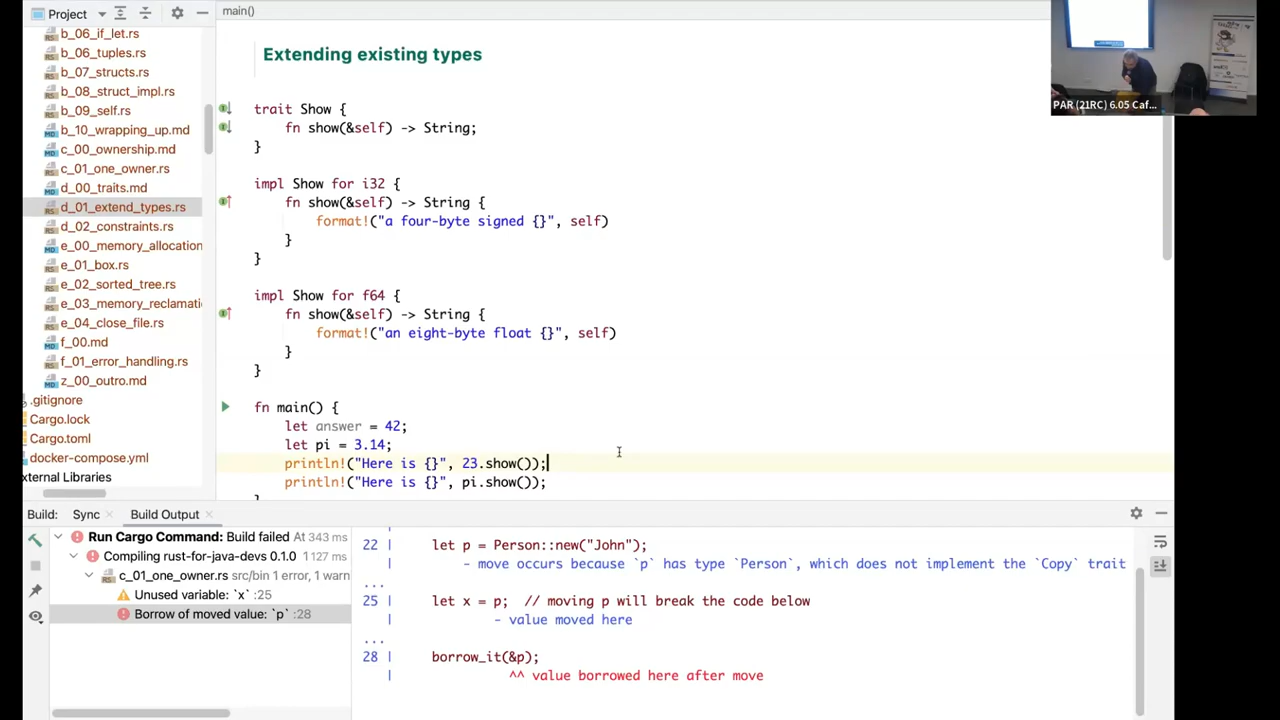 Project
main()
b_06_if_let.rs
b_06_tuples.rs
b_07_structs.rs
b_08_struct_impl.rs
b_09_self.rs
b_10_wrapping_up.md
c_00_ownership.md
c_01_one_owner.rs
d_00_traits.md
d_01_extend_types.rs
d_02_constraints.rs
e_00_memory_allocation
e_01_box.rs
e_02_sorted_tree.rs
e_03_memory_reclamati
e_04_close_file.rs
f_00.md
f_01_error_handling.rs
z_00_outro.md
.gitignore
Cargo.lock
Cargo.toml
docker-compose.yml
xternal Libraries
Extending existing types
trait Show {
fn show(&self) -> String;
}
impl Show for i32 {
fn show(&self) -> String {
format!("a four-byte signed {}", self)
}
}
impl Show for f64 {
fn show(&self) -> String {
format!("an eight-byte float {}", self)
}
}
fn main() {
let answer = 42;
let pi = 3.14;
println!("Here is {}", 23.show());
println!("Here is {}", pi.show());
}
PAR (21RC) 6.05 Caf...
Build: Sync × Build Output ×
Run Cargo Command: Build failed At 343 ms
Compiling rust-for-java-devs 0.1.0 1 127 ms
c_01_one_owner.rs src/bin 1 error, 1 warn
Unused variable: `x` :25
Borrow of moved value: `p` :28
22 | let p = Person::new("John");
| - move occurs because `p` has type `Person`, which does not implement the `Copy` trait
...
25 | let x = p; // moving p will break the code below
| - value moved here
...
28 | borrow_it(&p);
| ^^ value borrowed here after move